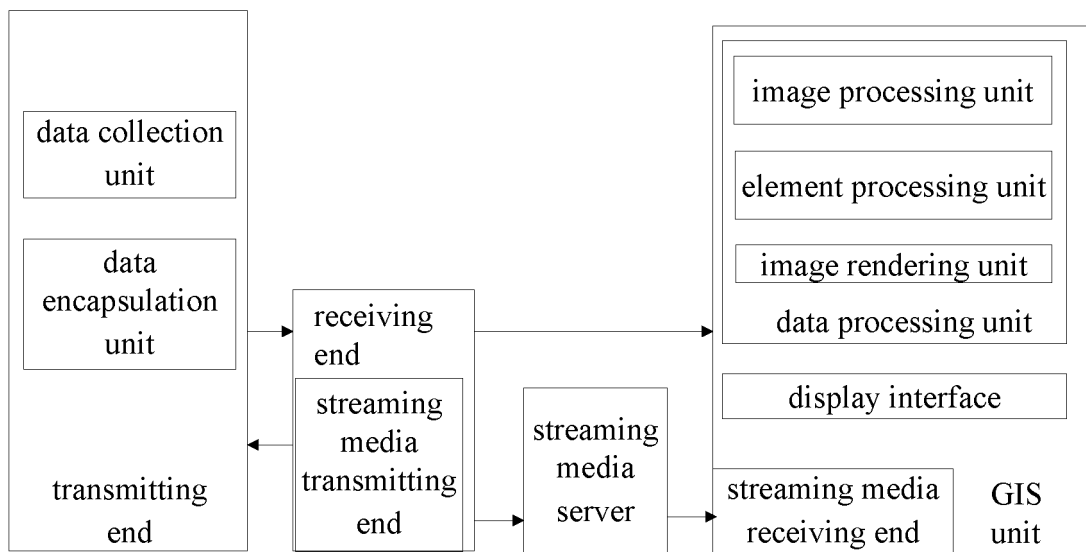 data collection
unit
data
encapsulation
unit
transmitting
end
receiving
end
streaming
media
transmitting
end
streaming
media
server
image processing unit
element processing unit
image rendering unit
data processing unit
display interface
streaming media
receiving end
GIS
unit